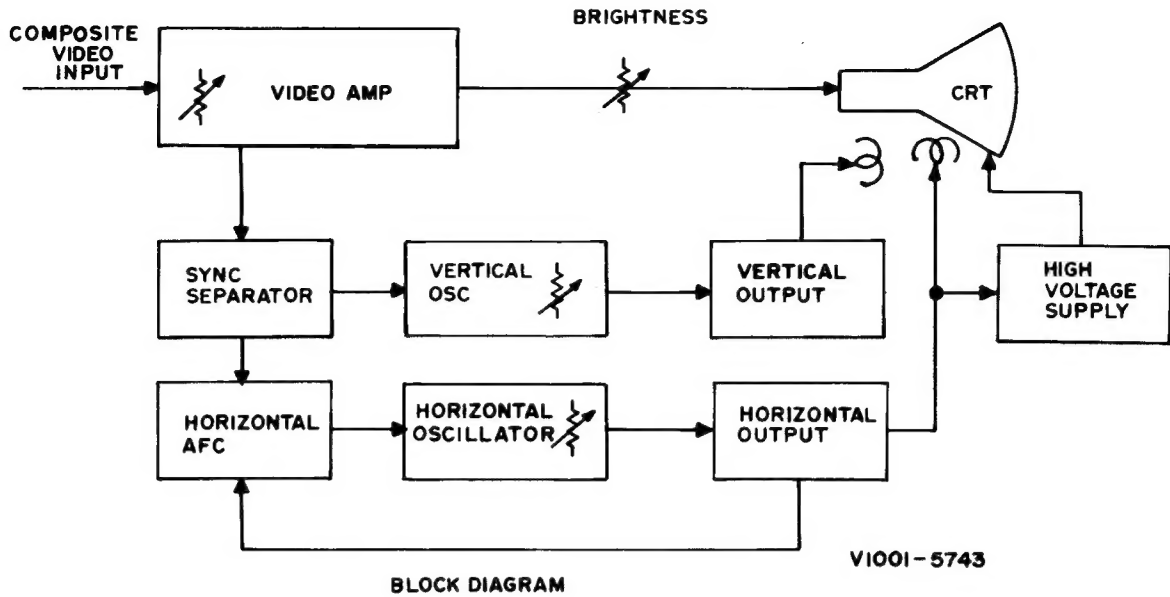 BRIGHTNESS
COMPOSITE
VIDEO
INPUT
VIDEO AMP
CRT
SYNC
SEPARATOR
VERTICAL
OSC
VERTICAL
OUTPUT
HIGH
VOLTAGE
SUPPLY
HORIZONTAL
AFC
HORIZONTAL
OSCILLATOR
HORIZONTAL
OUTPUT
V1001-5743
BLOCK DIAGRAM